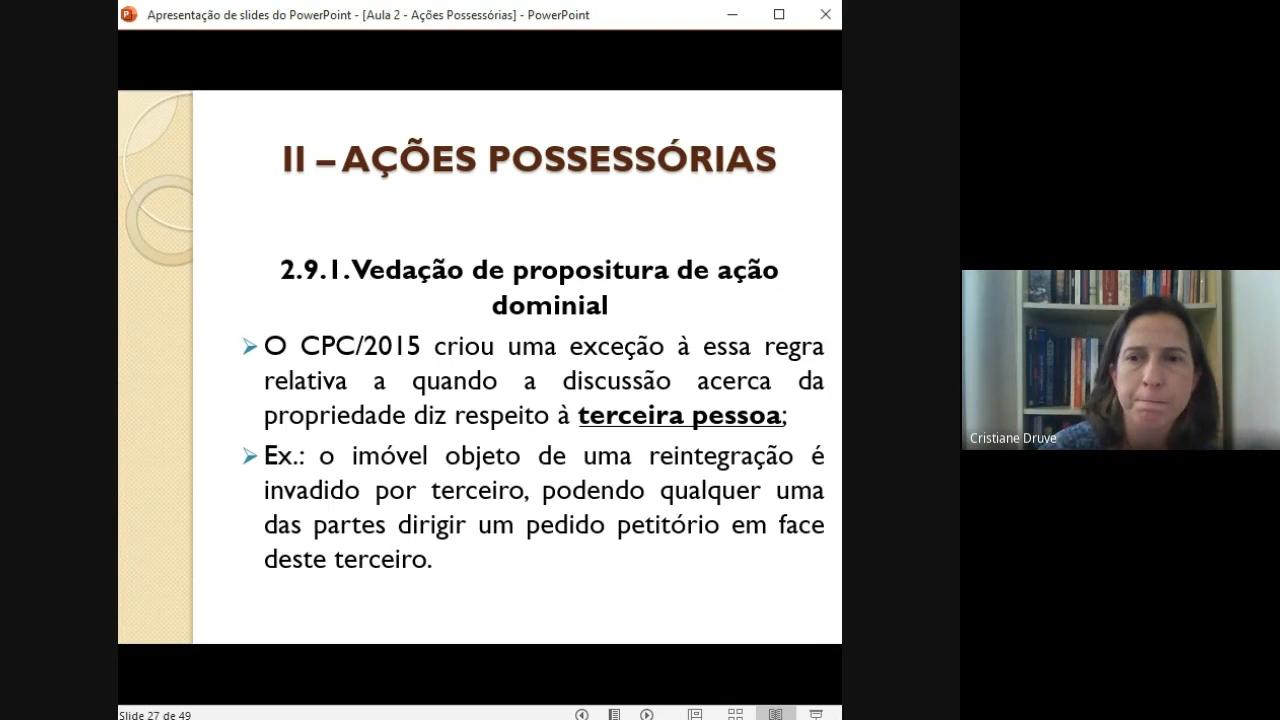 Apresentação de slides do PowerPoint - [Aula 2 - Ações Possessórias] - PowerPoint
II – AÇÕES POSSESSÓRIAS
2.9.1. Vedação de propositura de ação
dominial
O CPC/2015 criou uma exceção à essa regra
relativa a quando a discussão acerca da
propriedade diz respeito à terceira pessoa;
Ex.: o imóvel objeto de uma reintegração é
invadido por terceiro, podendo qualquer uma
das partes dirigir um pedido petitório em face
deste terceiro.
Cristiane Druve
Slide 27 de 49